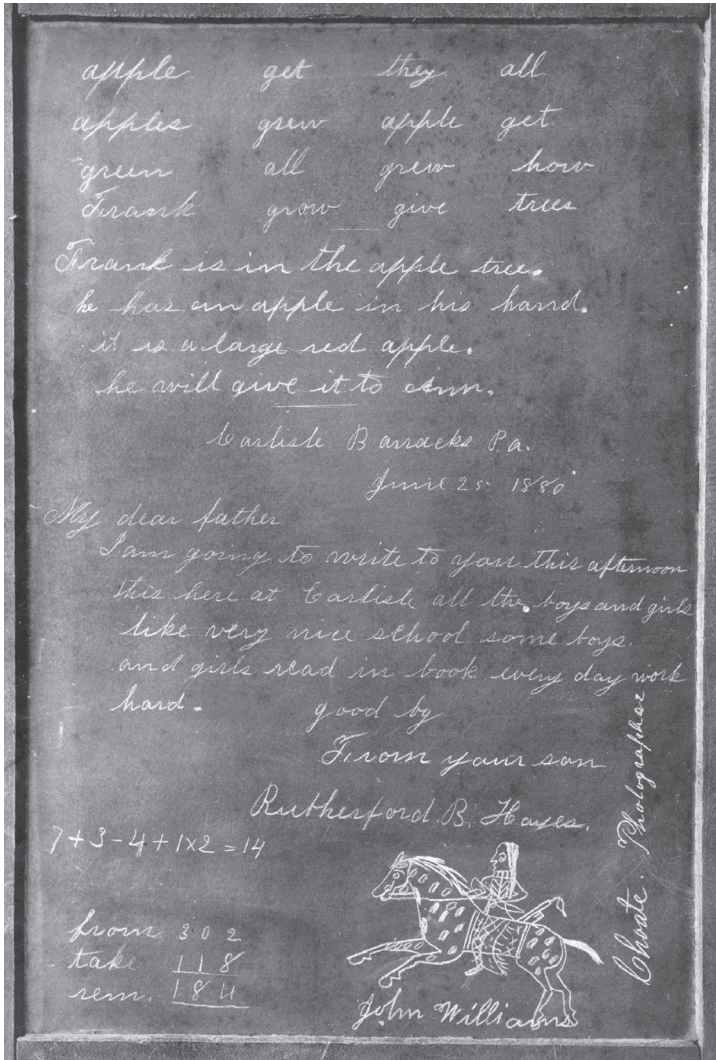 apple get they all
apples grew apple get
green all grew how
Frank grow give trees
Frank is in the apple tree.
he has an apple in his hand.
it is a large red apple.
he will give it to Ann.
Carlisle Barracks Pa.
June 25 1880
My dear father
I am going to write to you this afternoon
this here at Carlisle all the boys and girls
like very nice school some boys.
and girls read in book every day work
hard.
good by
From your son
Rutherford. B. Hayes.
7+3-4+1x2=14
from 302
take 118
rem. 184
John Williams
Choate. Photographer